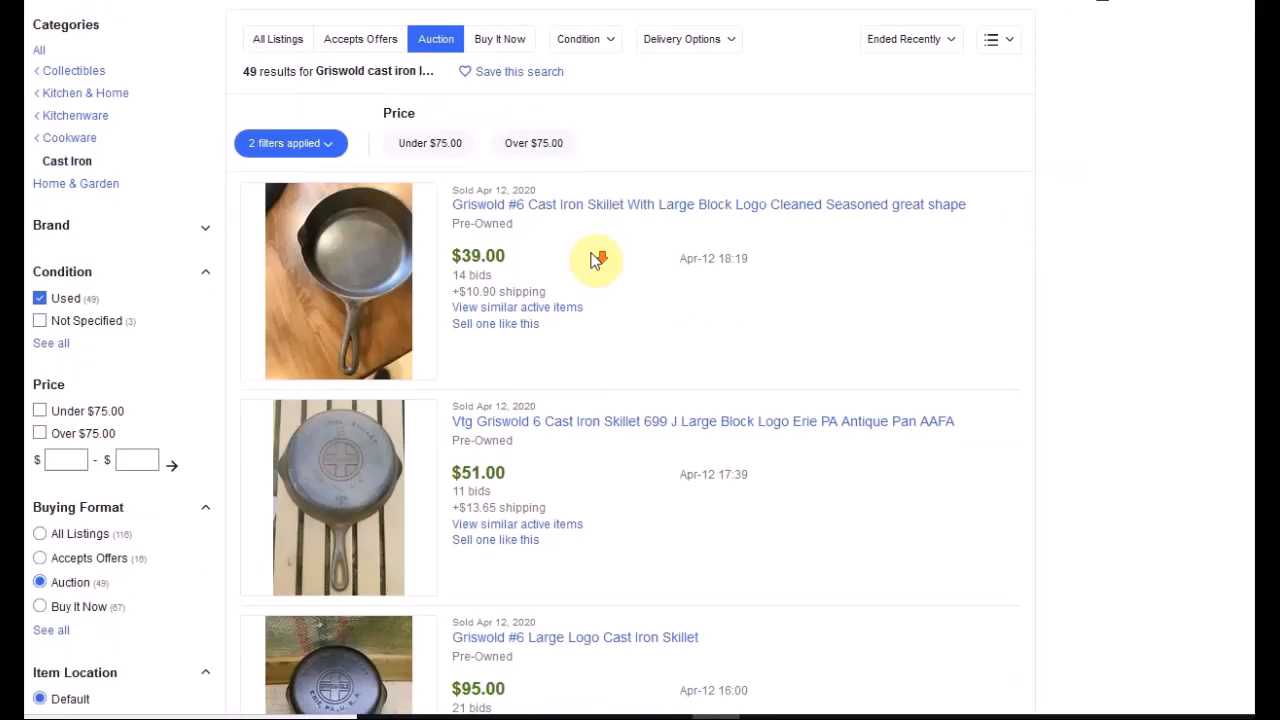 Categories
All
Collectibles
Kitchen & Home
Kitchenware
Cookware
Cast Iron
Home & Garden
Brand
Condition
Used (49)
Not Specified (3)
See all
Price
Under $75.00
Over $75.00
$ - $
Buying Format
All Listings (116)
Accepts Offers (16)
Auction (49)
Buy It Now (67)
See all
Item Location
Default
All Listings Accepts Offers Auction Buy It Now Condition Delivery Options Ended Recently
49 results for Griswold cast iron l... Save this search
Price
2 filters applied Under $75.00 Over $75.00
Sold Apr 12, 2020
Griswold #6 Cast Iron Skillet With Large Block Logo Cleaned Seasoned great shape
Pre-Owned
$39.00 Apr-12 18:19
14 bids
+$10.90 shipping
View similar active items
Sell one like this
Sold Apr 12, 2020
Vtg Griswold 6 Cast Iron Skillet 699 J Large Block Logo Erie PA Antique Pan AAFA
Pre-Owned
$51.00 Apr-12 17:39
11 bids
+$13.65 shipping
View similar active items
Sell one like this
Sold Apr 12, 2020
Griswold #6 Large Logo Cast Iron Skillet
Pre-Owned
$95.00 Apr-12 16:00
21 bids